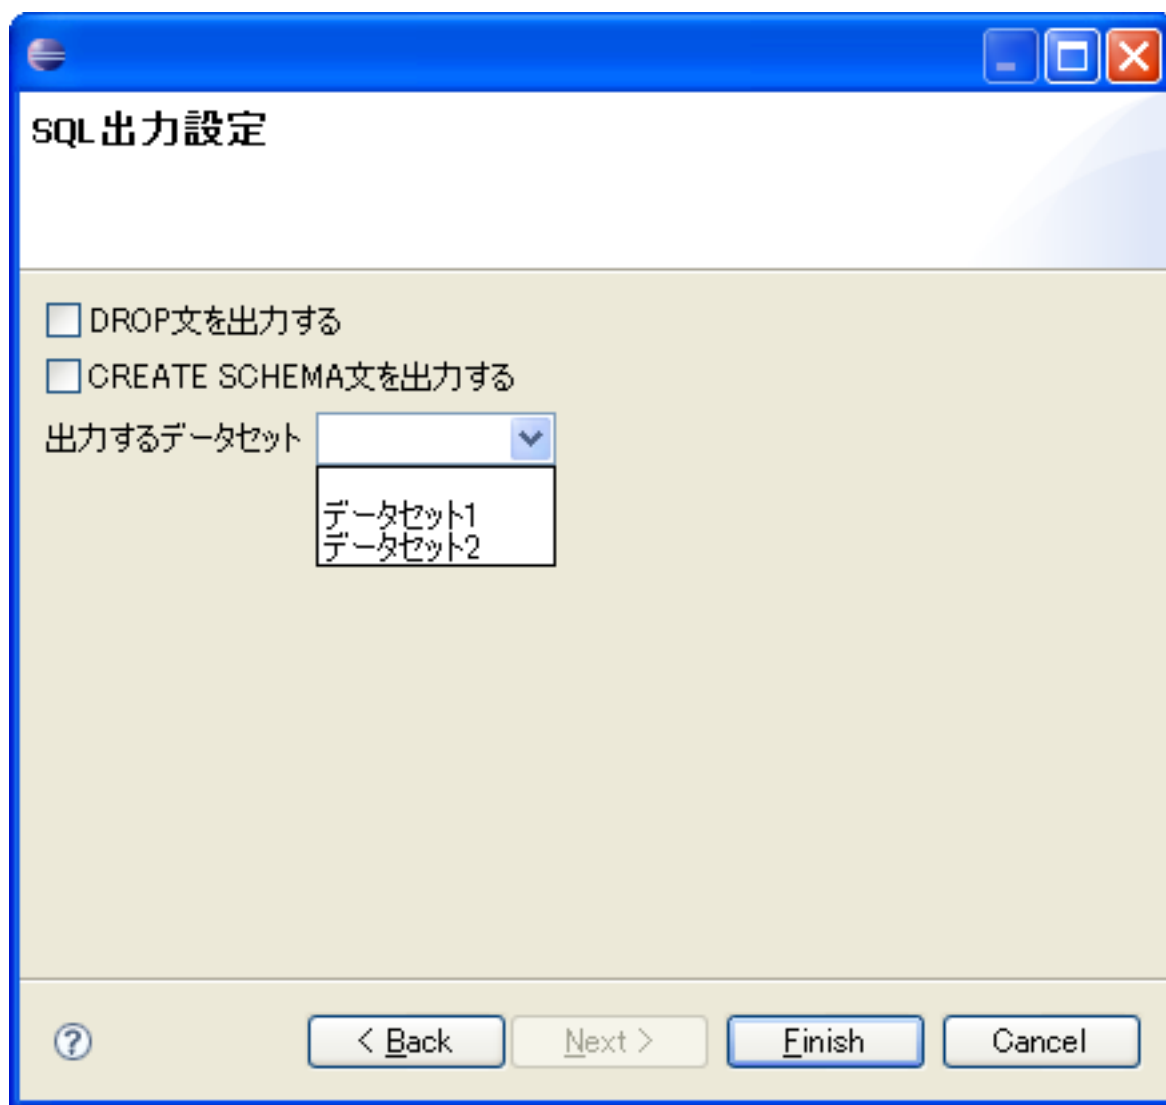 SQL出力設定
DROP文を出力する
CREATE SCHEMA文を出力する
出力するデータセット
データセット1
データセット2
< Back Next > Finish Cancel